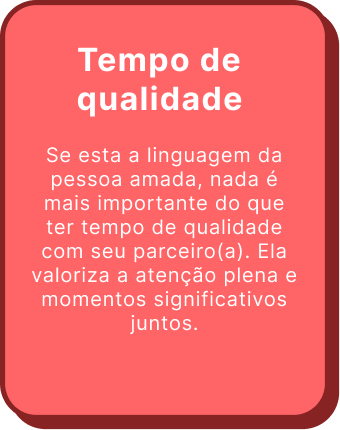 Tempo de
qualidade
Se esta a linguagem da
pessoa amada, nada é
mais importante do que
ter tempo de qualidade
com seu parceiro(a). Ela
valoriza a atenção plena e
momentos significativos
juntos.